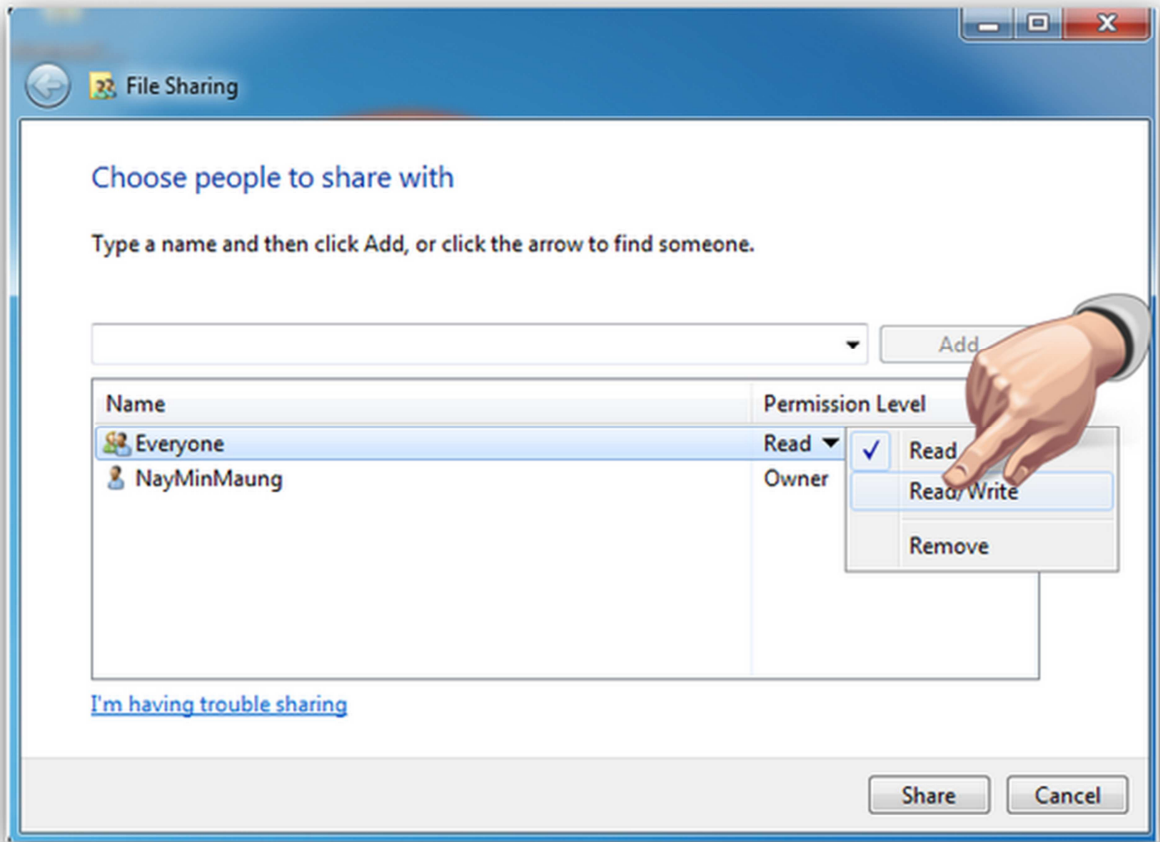 File Sharing
Choose people to share with
Type a name and then click Add, or click the arrow to find someone.
Add
Name Permission Level
Everyone Read
Read
NayMinMaung Owner
Read/Write
Remove
I'm having trouble sharing
Share Cancel